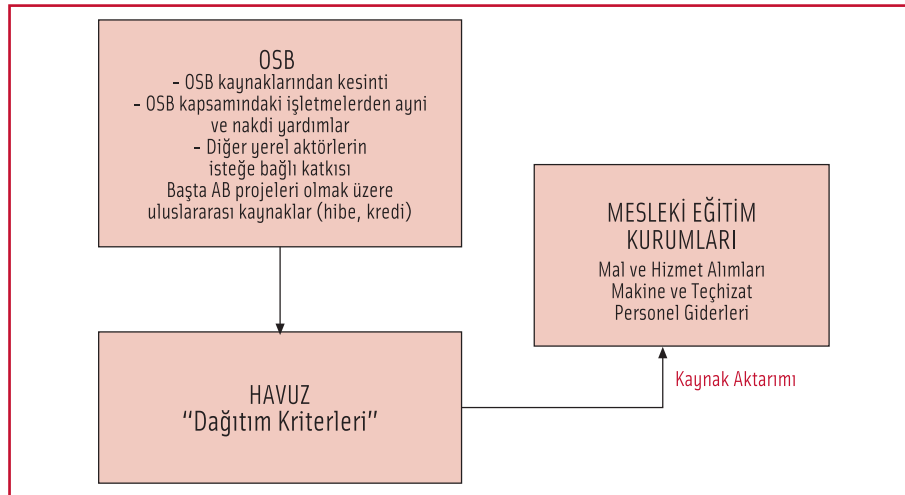 OSB
– OSB kaynaklarından kesinti
– OSB kapsamındaki işletmelerden ayni
ve nakdi yardımlar
– Diğer yerel aktörlerin
isteğe bağlı katkısı
Başta AB projeleri olmak üzere
uluslararası kaynaklar (hibe, kredi)
MESLEKİ EĞİTİM
KURUMLARI
Mal ve Hizmet Alımları
Makine ve Teçhizat
Personel Giderleri
Kaynak Aktarımı
HAVUZ
“Dağıtım Kriterleri”